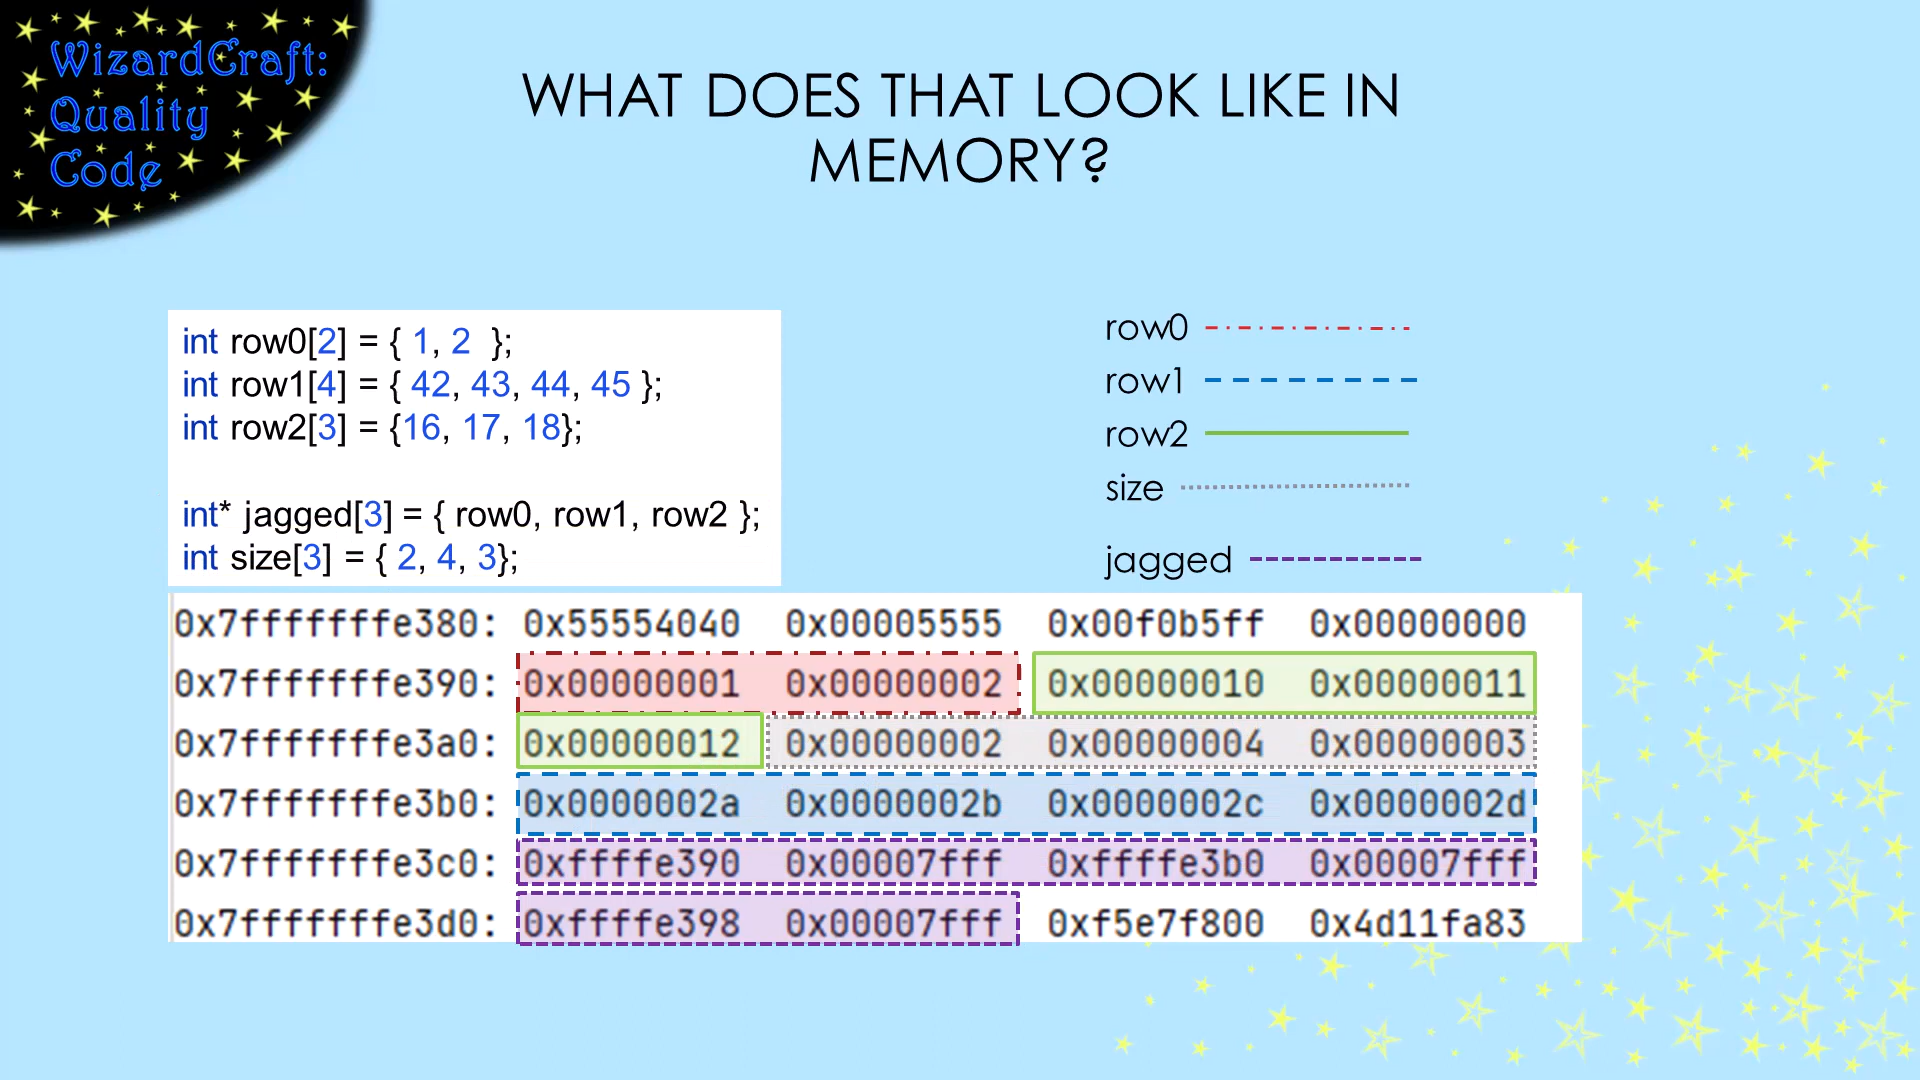 WizardCraft:
Quality
Code
WHAT DOES THAT LOOK LIKE IN
MEMORY?
int row0[2] = { 1, 2  };
int row1[4] = { 42, 43, 44, 45 };
int row2[3] = {16, 17, 18};
int* jagged[3] = { row0, row1, row2 };
int size[3] = { 2, 4, 3};
row0
row1
row2
size
jagged
0x7fffffffe380: 0x55554040 0x00005555 0x00f0b5ff 0x00000000
0x7fffffffe390: 0x00000001 0x00000002 0x00000010 0x00000011
0x7fffffffe3a0: 0x00000012 0x00000002 0x00000004 0x00000003
0x7fffffffe3b0: 0x0000002a 0x0000002b 0x0000002c 0x0000002d
0x7fffffffe3c0: 0xffffe390 0x00007fff 0xffffe3b0 0x00007fff
0x7fffffffe3d0: 0xffffe398 0x00007fff 0xf5e7f800 0x4d11fa83